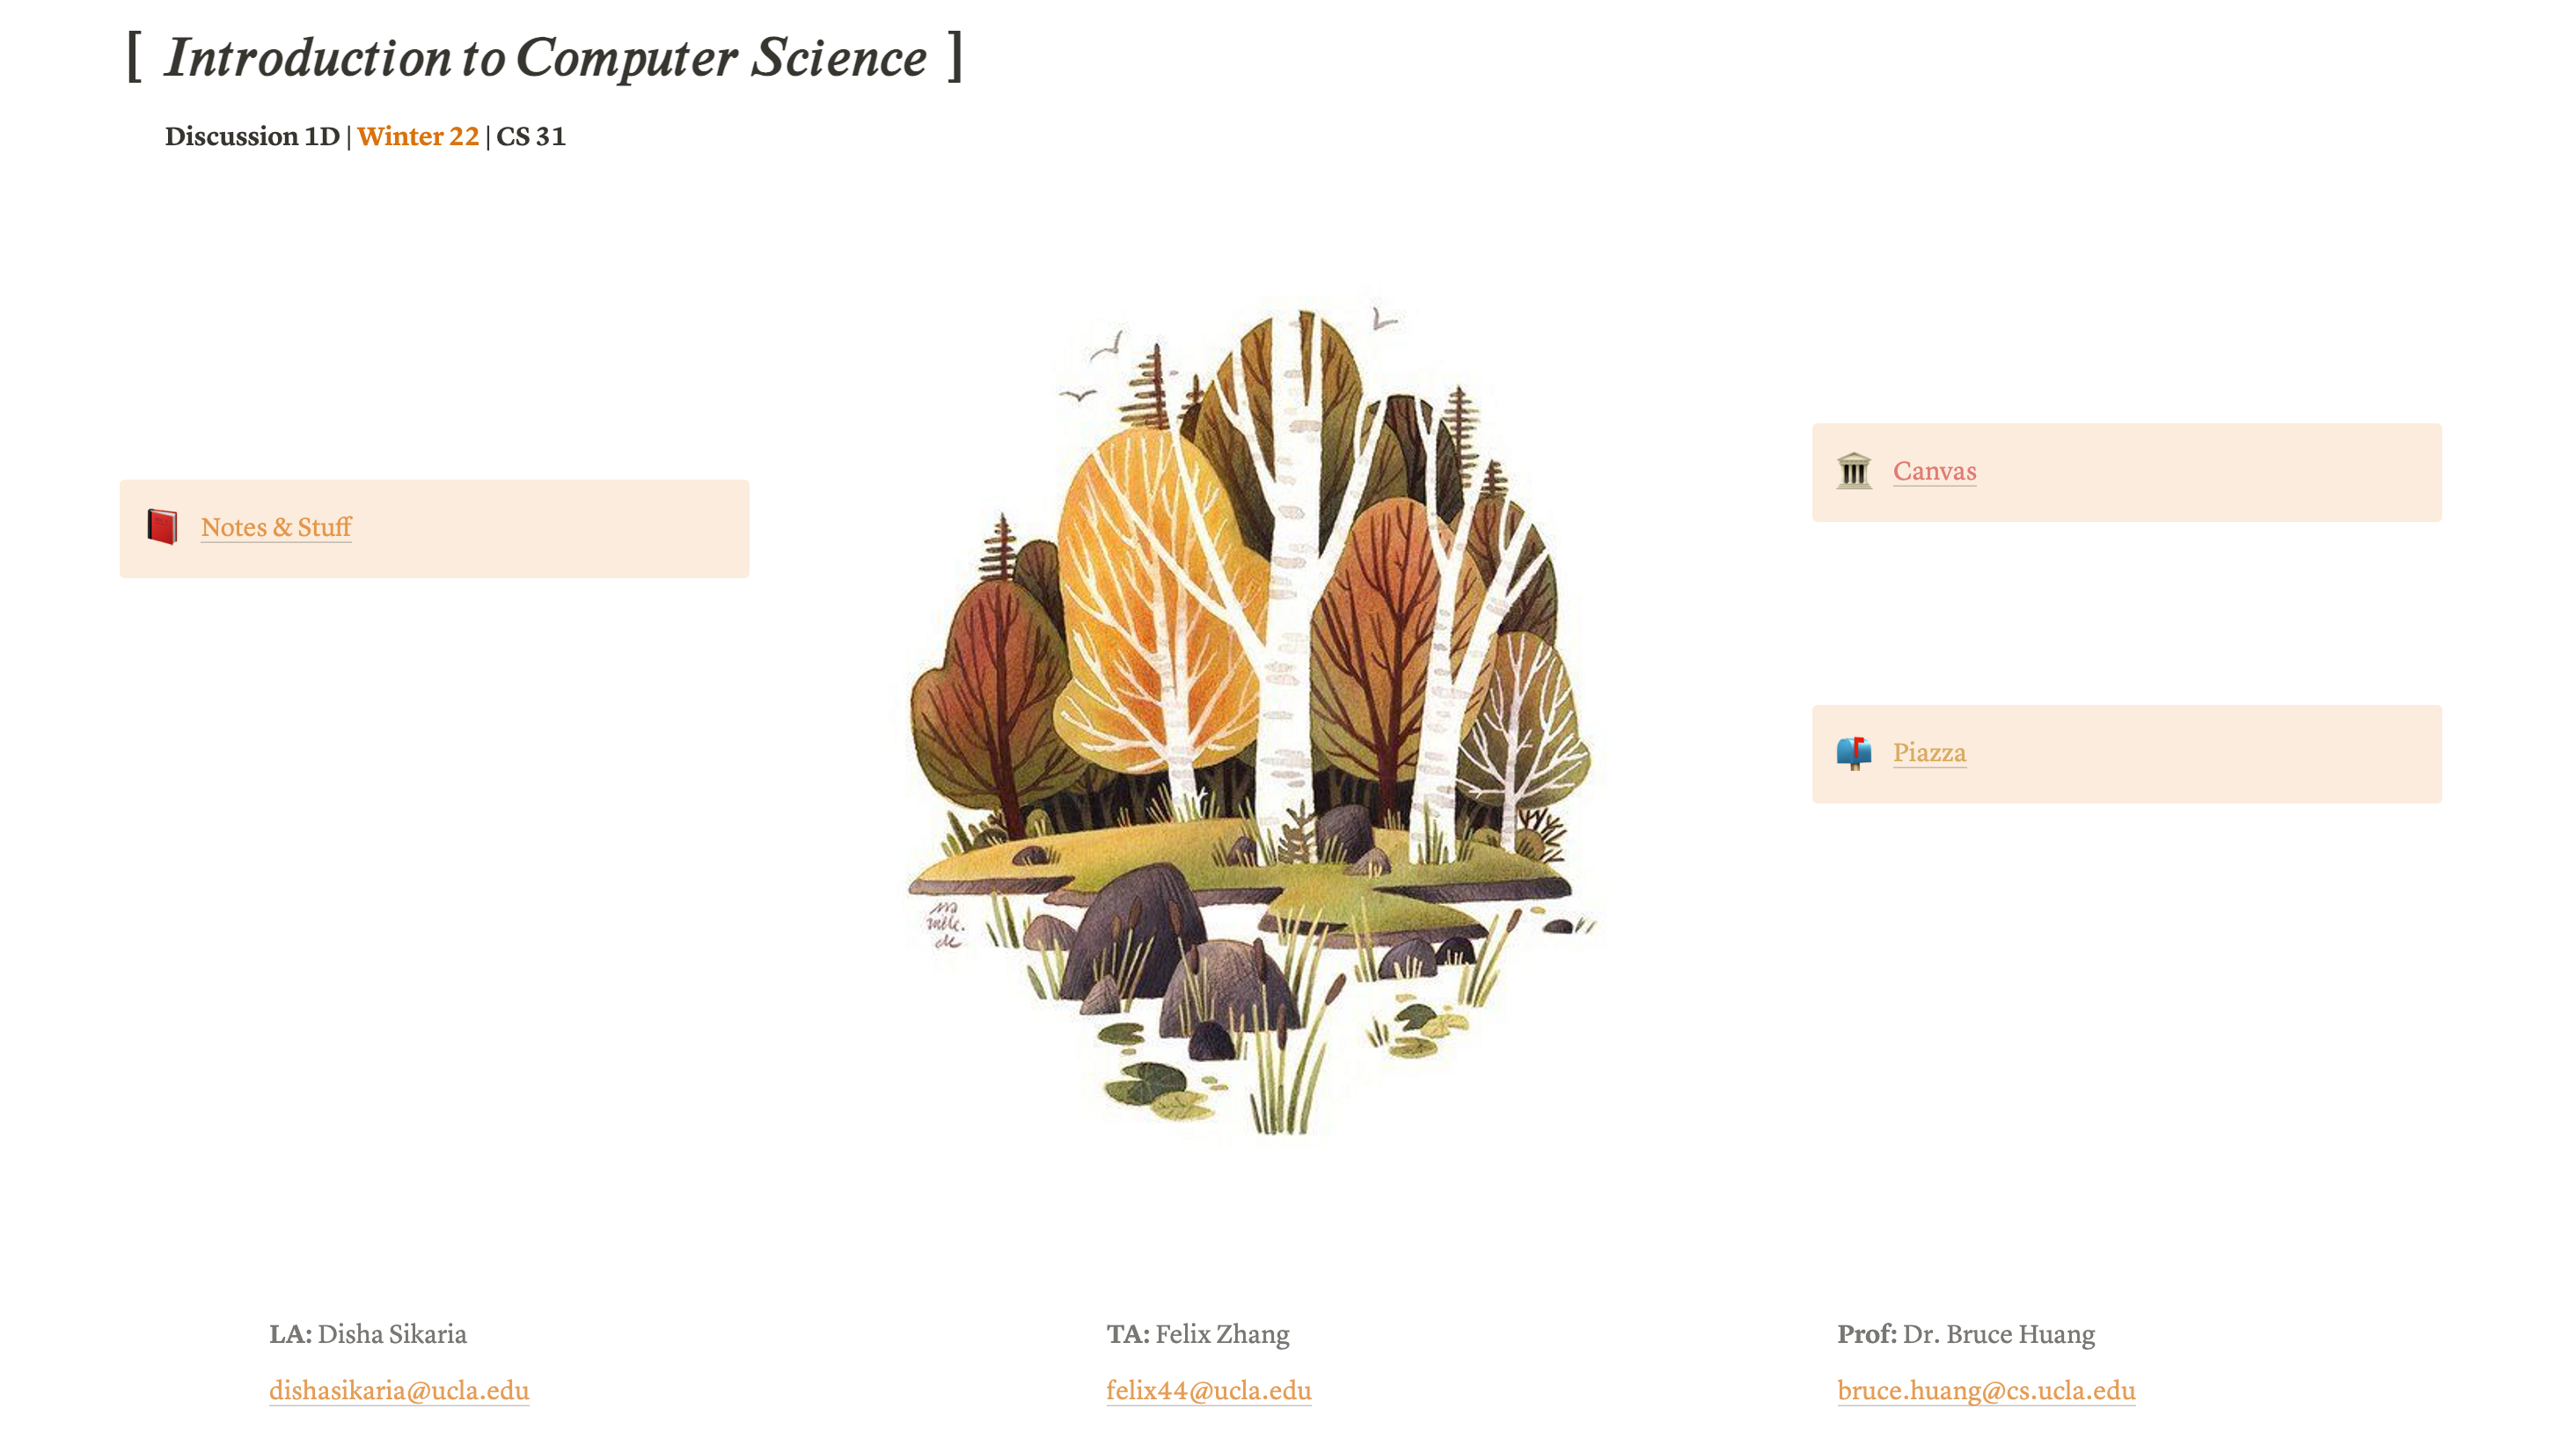 [ Introduction to Computer Science ]
Discussion 1D | Winter 22 | CS 31
Notes & Stuff
Canvas
Piazza
LA: Disha Sikaria
dishasikaria@ucla.edu
TA: Felix Zhang
felix44@ucla.edu
Prof: Dr. Bruce Huang
bruce.huang@cs.ucla.edu